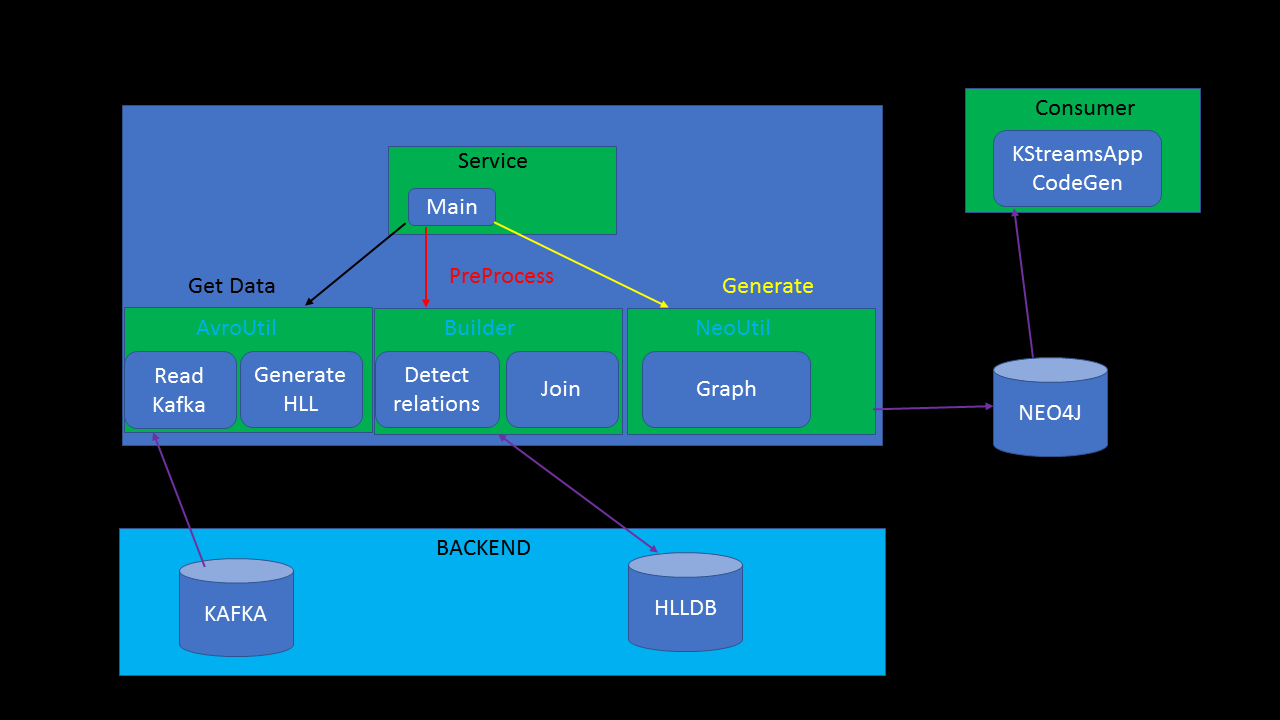 Consumer
KStreamsApp
CodeGen
Service
Main
Get Data
PreProcess
Generate
AvroUtil
Builder
NeoUtil
Read
Kafka
Generate
HLL
Detect
relations
Join
Graph
NEO4J
BACKEND
KAFKA
HLLDB